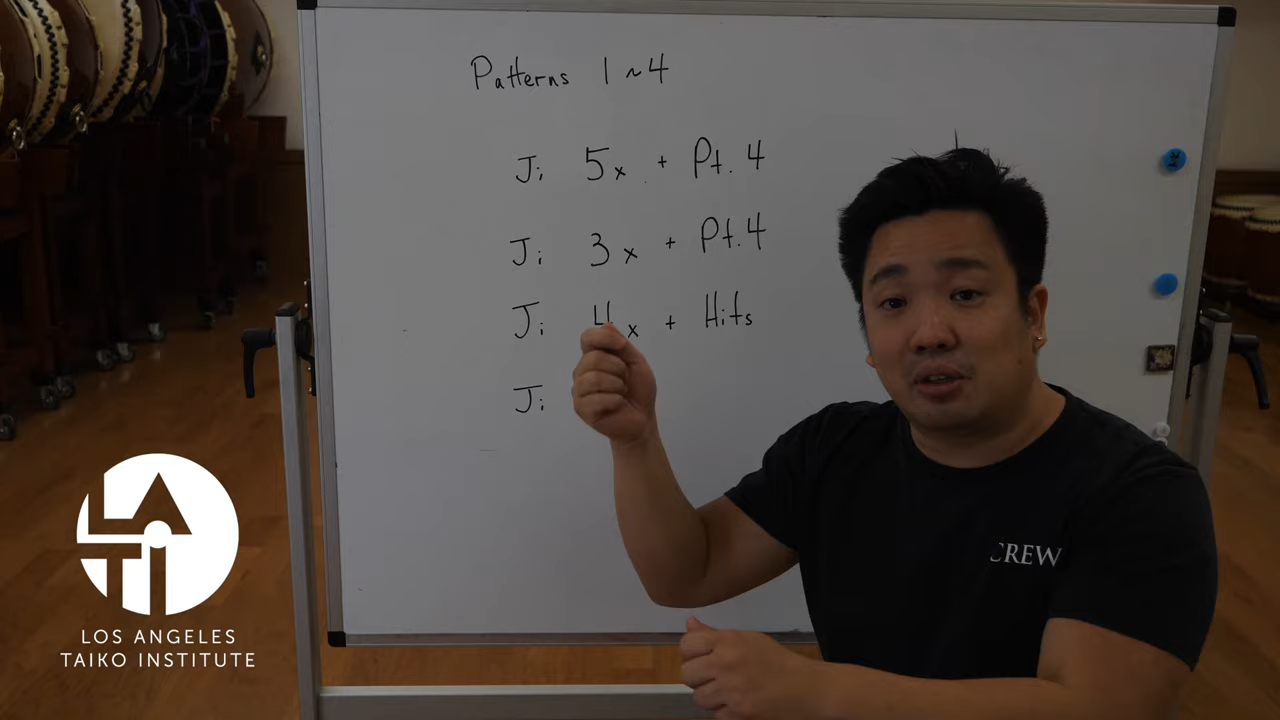 Patterns 1 ~ 4
Ji 5x + Pt. 4
Ji 3x + Pt. 4
Ji 4x + Hits
Ji
CREW
LOS ANGELES
TAIKO INSTITUTE